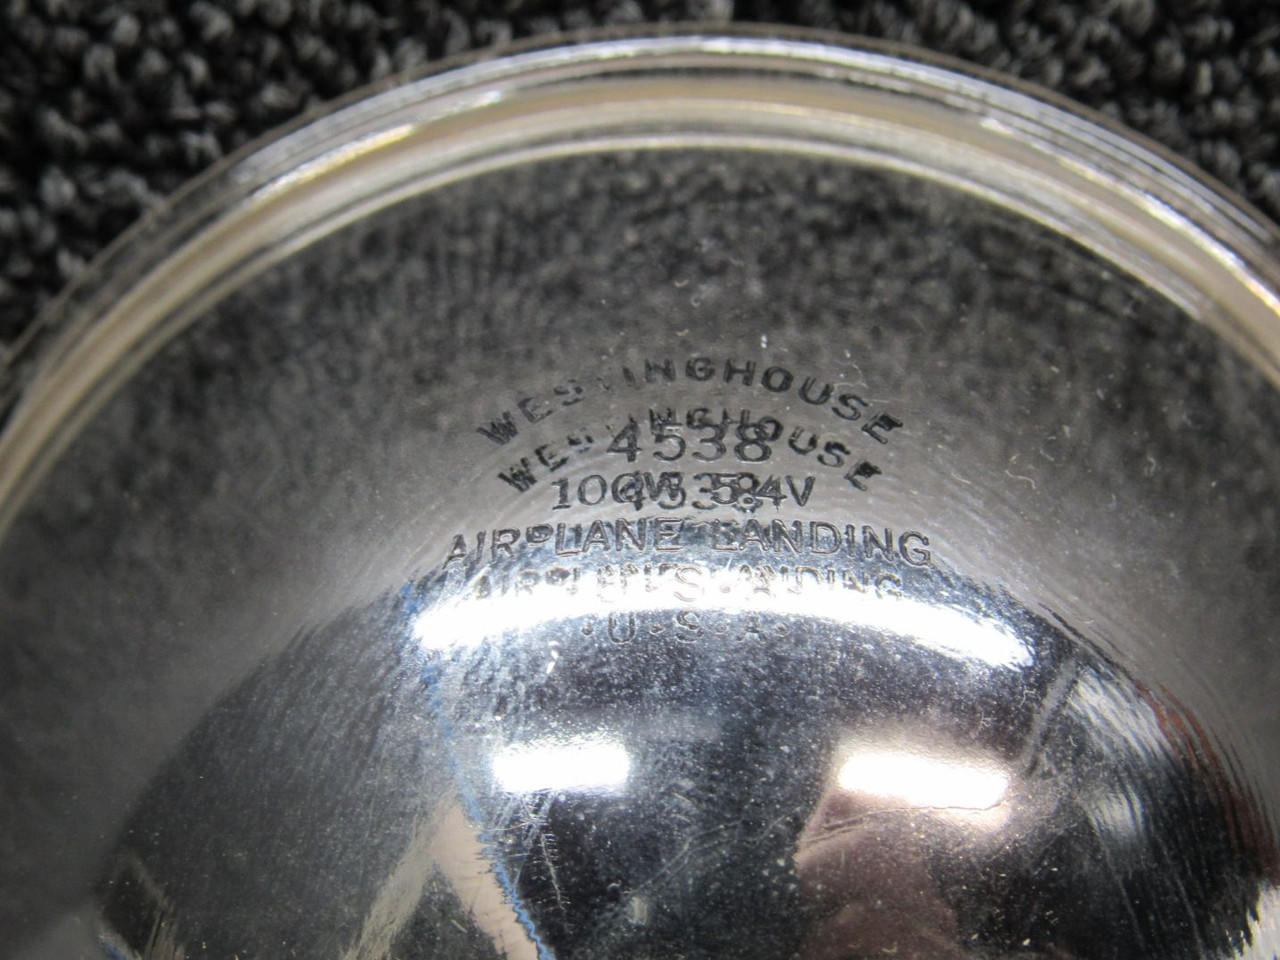 WESTINGHOUSE
4538
AIRPLANE LANDING
U·S·A·